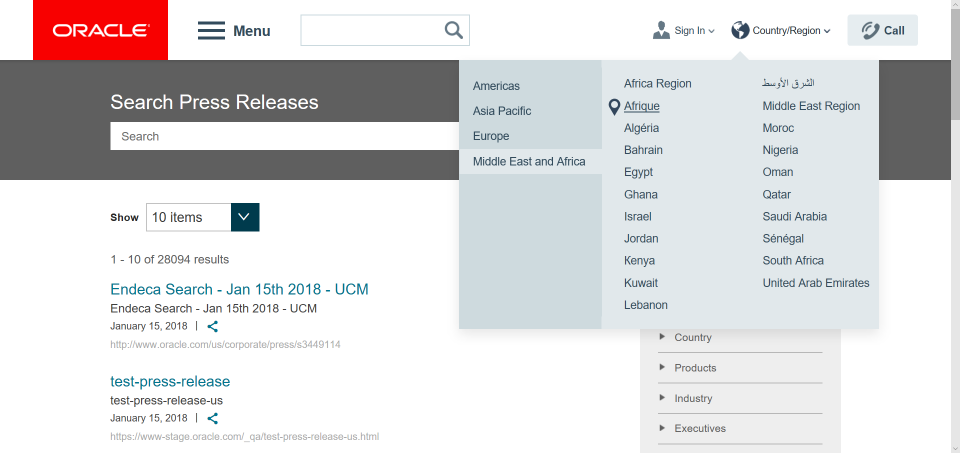 ORACLE
Menu
Sign In
Country/Region
Call
Search Press Releases
Search
Americas
Asia Pacific
Europe
Middle East and Africa
Africa Region
Afrique
Algéria
Bahrain
Egypt
Ghana
Israel
Jordan
Kenya
Kuwait
Lebanon
الشرق الأوسط
Middle East Region
Moroc
Nigeria
Oman
Qatar
Saudi Arabia
Sénégal
South Africa
United Arab Emirates
Show 10 items
1 - 10 of 28094 results
Endeca Search - Jan 15th 2018 - UCM
Endeca Search - Jan 15th 2018 - UCM
January 15, 2018 |
http://www.oracle.com/us/corporate/press/s3449114
test-press-release
test-press-release-us
January 15, 2018 |
https://www-stage.oracle.com/_qa/test-press-release-us.html
Country
Products
Industry
Executives